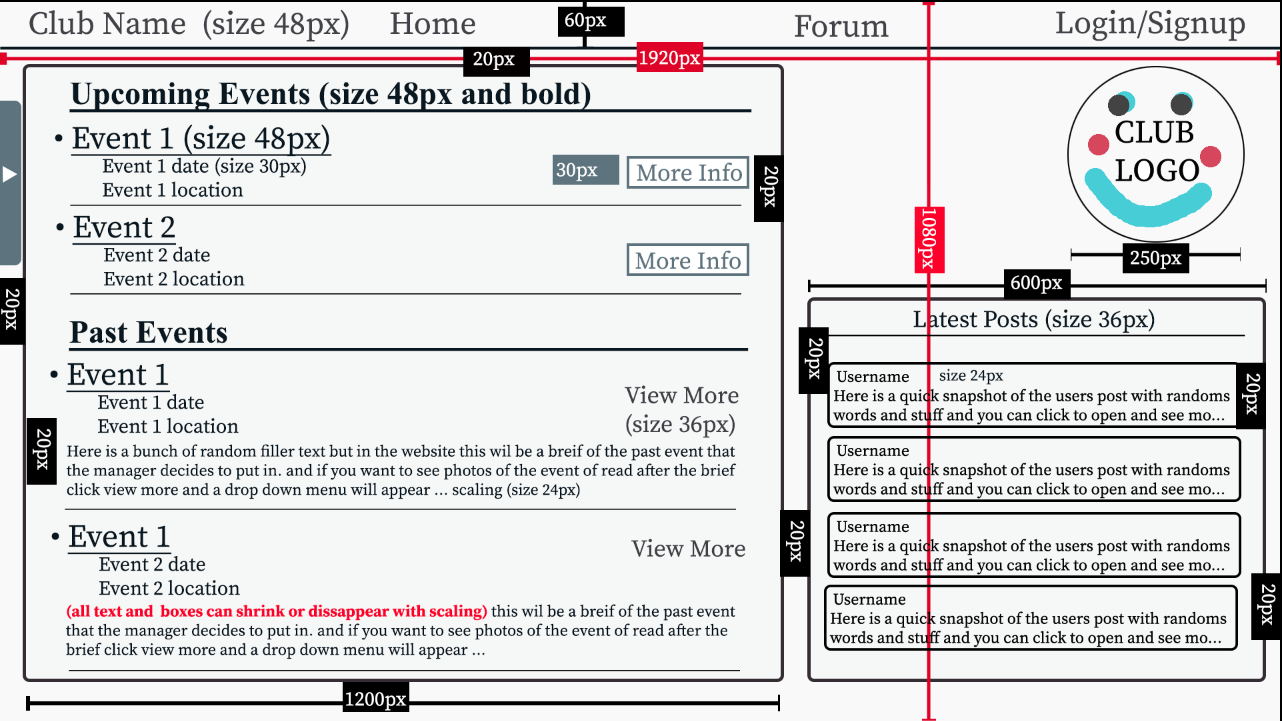 Club Name (size 48px)
Home
60px
Forum
Login/Signup
20px
1920px
Upcoming Events (size 48px and bold)
• Event 1 (size 48px)
Event 1 date (size 30px)
Event 1 location
30px
More Info
20px
• Event 2
Event 2 date
Event 2 location
More Info
20px
Past Events
• Event 1
Event 1 date
Event 1 location
View More
(size 36px)
20px
Here is a bunch of random filler text but in the website this wil be a breif of the past event that
the manager decides to put in. and if you want to see photos of the event of read after the brief
click view more and a drop down menu will appear ... scaling (size 24px)
• Event 1
Event 2 date
Event 2 location
View More
(all text and boxes can shrink or dissappear with scaling) this wil be a breif of the past event
that the manager decides to put in. and if you want to see photos of the event of read after the
brief click view more and a drop down menu will appear ...
1200px
20px
1080px
CLUB
LOGO
250px
600px
Latest Posts (size 36px)
20px
20px
Username size 24px
Here is a quick snapshot of the users post with randoms
words and stuff and you can click to open and see mo...
Username
Here is a quick snapshot of the users post with randoms
words and stuff and you can click to open and see mo...
Username
Here is a quick snapshot of the users post with randoms
words and stuff and you can click to open and see mo...
Username
Here is a quick snapshot of the users post with randoms
words and stuff and you can click to open and see mo...
20px